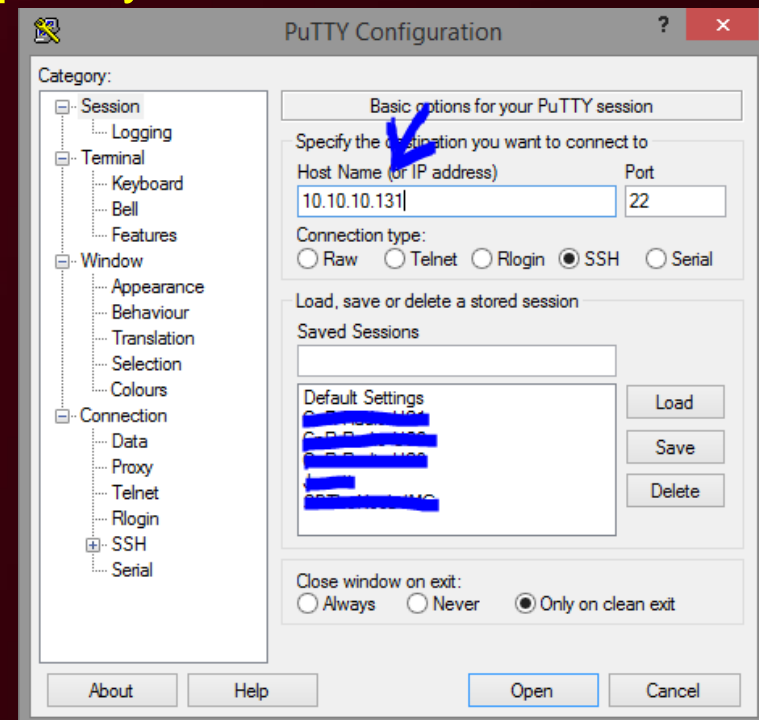 PuTTY Configuration
?
Category:
Session
Logging
Terminal
Keyboard
Bell
Features
Window
Appearance
Behaviour
Translation
Selection
Colours
Connection
Data
Proxy
Telnet
Rlogin
SSH
Serial
Basic options for your PuTTY session
Specify the destination you want to connect to
Host Name (or IP address) Port
10.10.10.131 22
Connection type:
Raw Telnet Rlogin SSH Serial
Load, save or delete a stored session
Saved Sessions
Default Settings
Load
Save
Delete
Close window on exit:
Always Never Only on clean exit
About Help Open Cancel